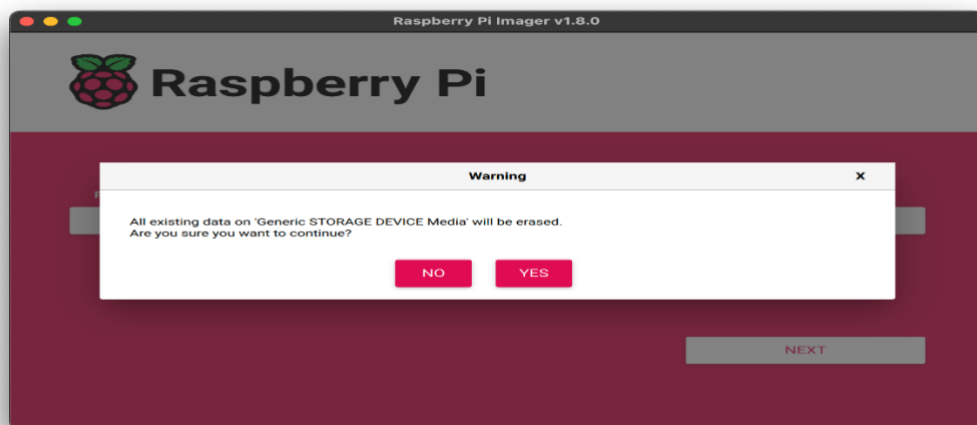 Raspberry Pi Imager v1.8.0
Raspberry Pi
Warning
x
All existing data on 'Generic STORAGE DEVICE Media' will be erased.
Are you sure you want to continue?
NO YES
NEXT